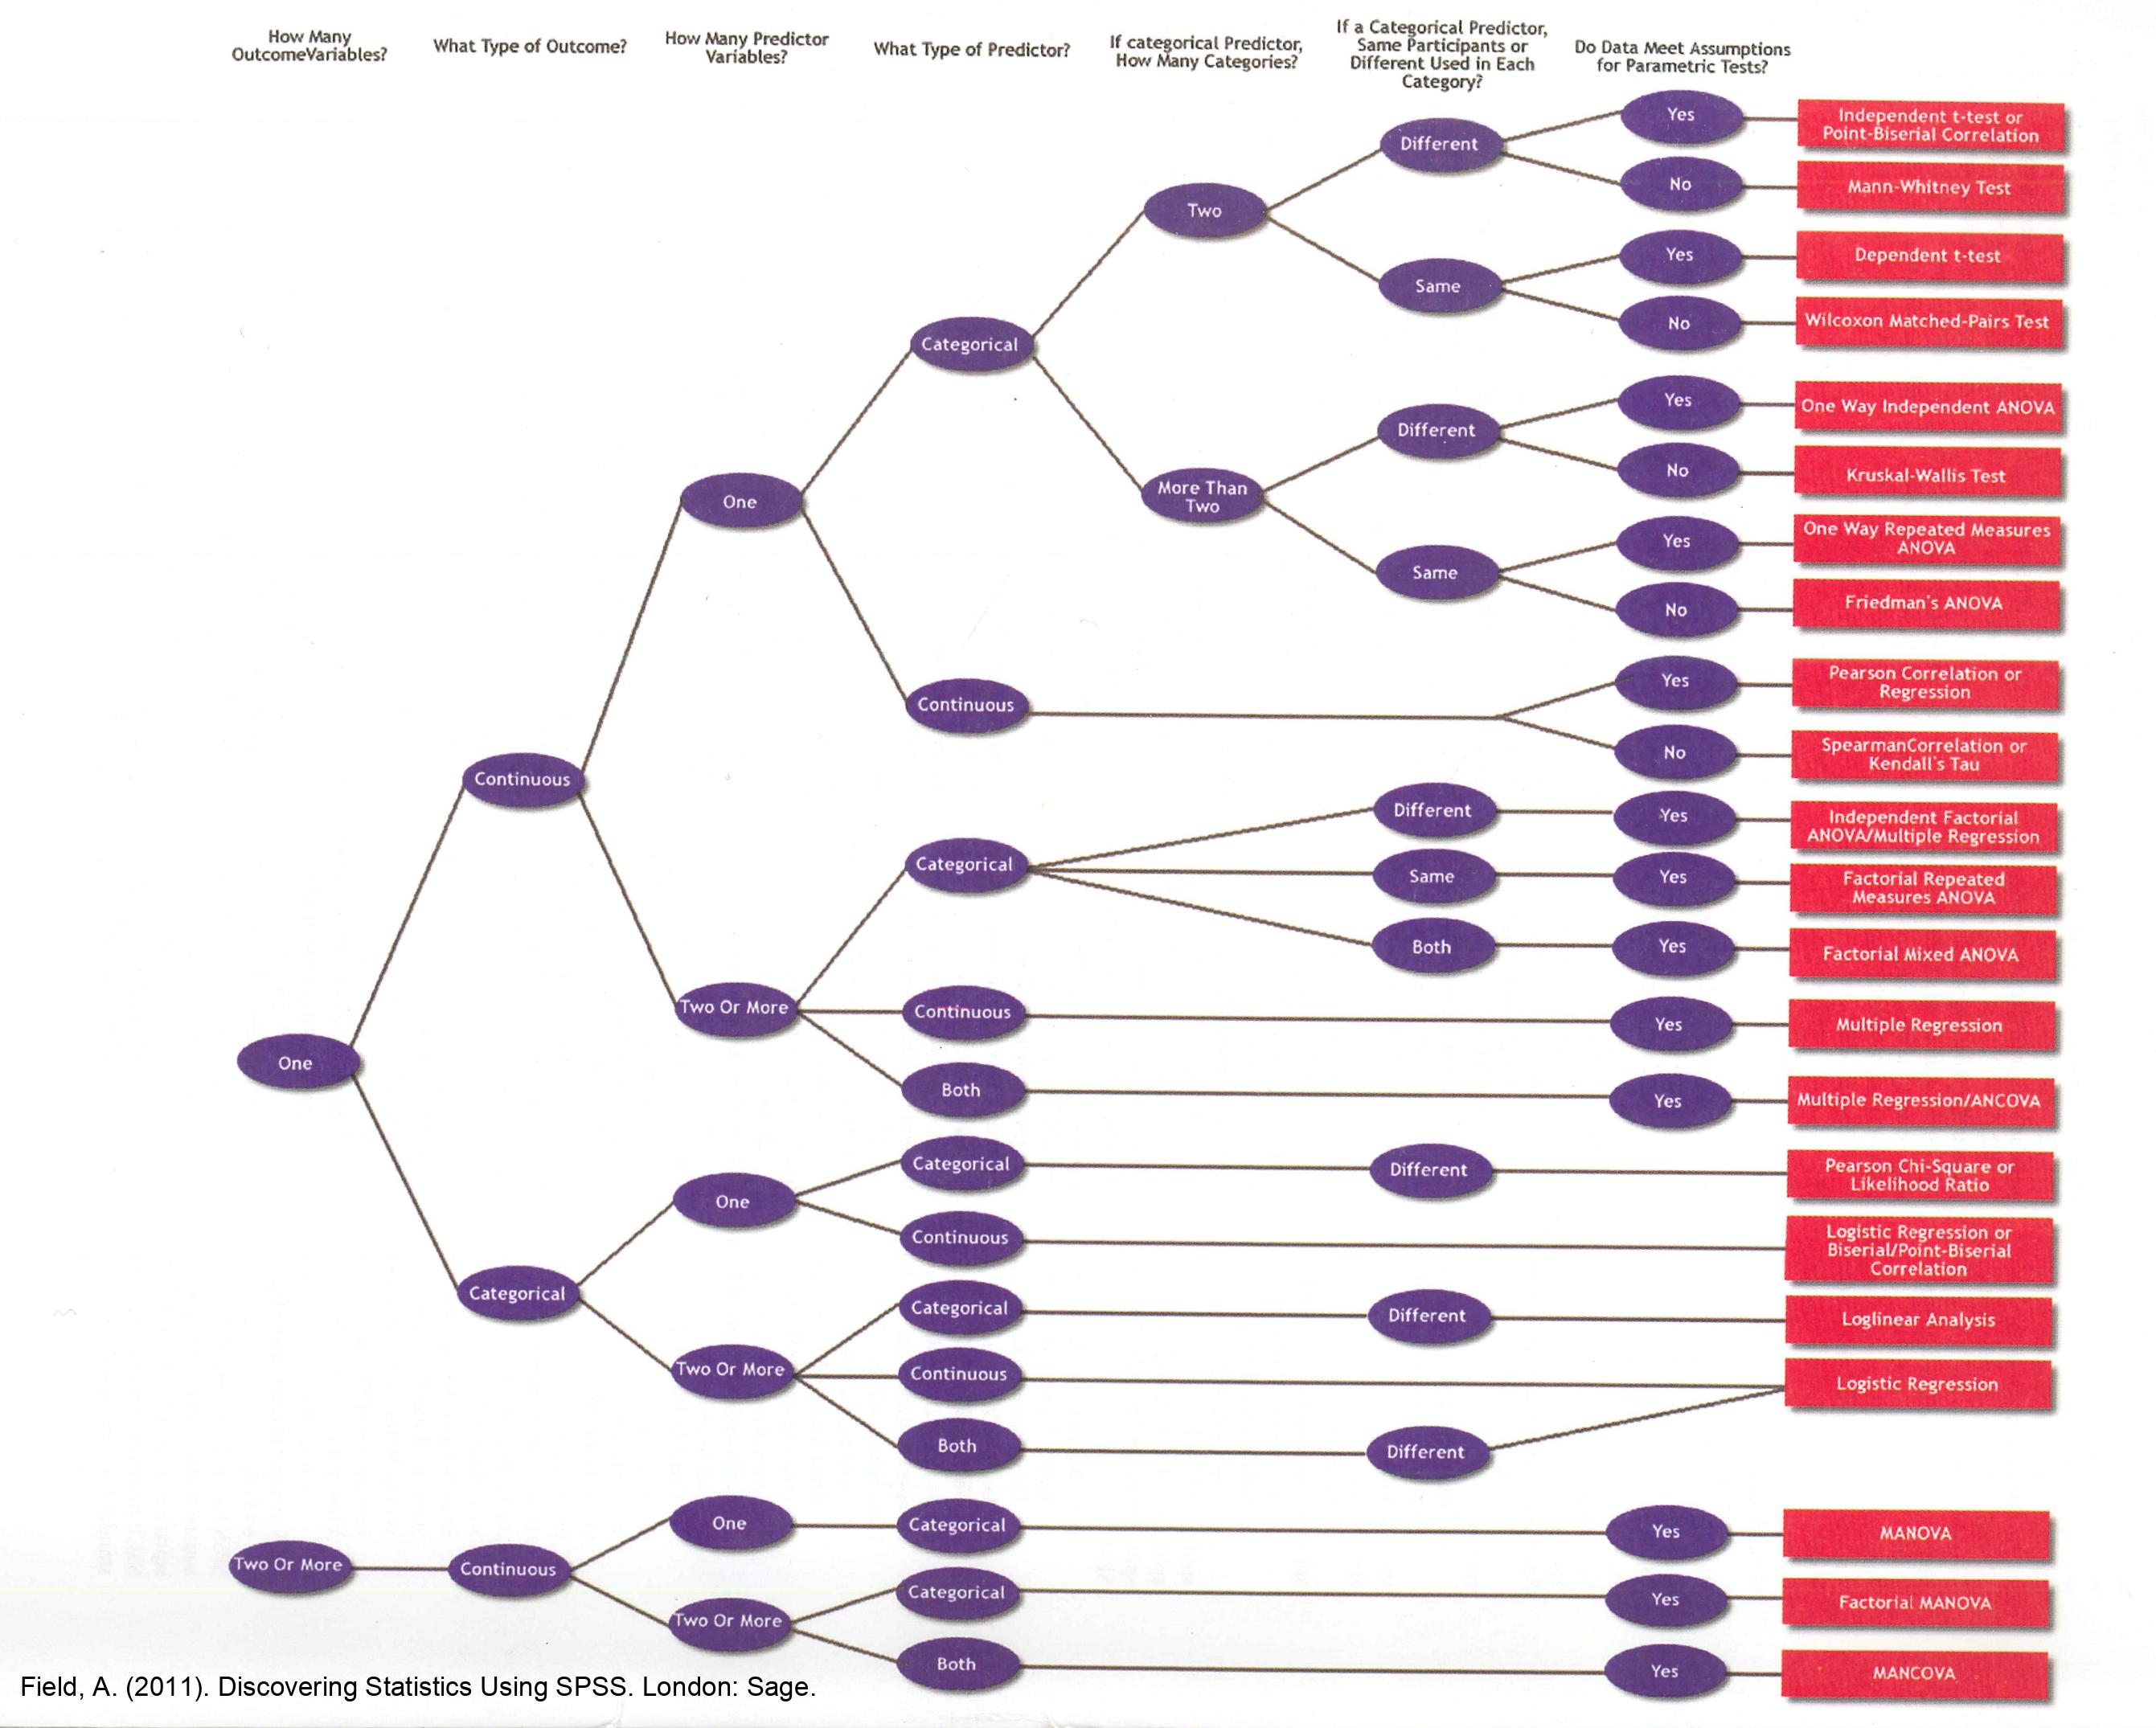 How Many
OutcomeVariables?
What Type of Outcome?
How Many Predictor
Variables?
What Type of Predictor?
If categorical Predictor,
How Many Categories?
If a Categorical Predictor,
Same Participants or
Different Used in Each
Category?
Do Data Meet Assumptions
for Parametric Tests?
Yes
Independent t-test or
Point-Biserial Correlation
Different
No
Mann-Whitney Test
Two
Yes
Dependent t-test
Same
No
Wilcoxon Matched-Pairs Test
Categorical
Yes
One Way Independent ANOVA
Different
No
Kruskal-Wallis Test
More Than
Two
One
Yes
One Way Repeated Measures
ANOVA
Same
No
Friedman's ANOVA
Yes
Pearson Correlation or
Regression
Continuous
No
SpearmanCorrelation or
Kendall's Tau
Continuous
Different
Yes
Independent Factorial
ANOVA/Multiple Regression
Categorical
Same
Yes
Factorial Repeated
Measures ANOVA
Both
Yes
Factorial Mixed ANOVA
Two Or More
Continuous
Yes
Multiple Regression
One
Both
Yes
Multiple Regression/ANCOVA
Categorical
Different
Pearson Chi-Square or
Likelihood Ratio
One
Continuous
Logistic Regression or
Biserial/Point-Biserial
Correlation
Categorical
Categorical
Different
Loglinear Analysis
Two Or More
Continuous
Logistic Regression
Both
Different
One
Categorical
Yes
MANOVA
Two Or More
Continuous
Categorical
Yes
Factorial MANOVA
Two Or More
Both
Yes
MANCOVA
Field, A. (2011). Discovering Statistics Using SPSS. London: Sage.